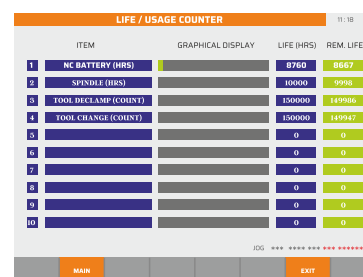 LIFE / USAGE COUNTER 11 : 18
ITEM GRAPHICAL DISPLAY LIFE (HRS) REM. LIFE
1 NC BATTERY (HRS) 8760 8667
2 SPINDLE (HRS) 10000 9998
3 TOOL DECLAMP (COUNT) 150000 149986
4 TOOL CHANGE (COUNT) 150000 149947
5 0 0
6 0 0
7 0 0
8 0 0
9 0 0
10 0 0
JOG *** **** *** *** ******
MAIN EXIT